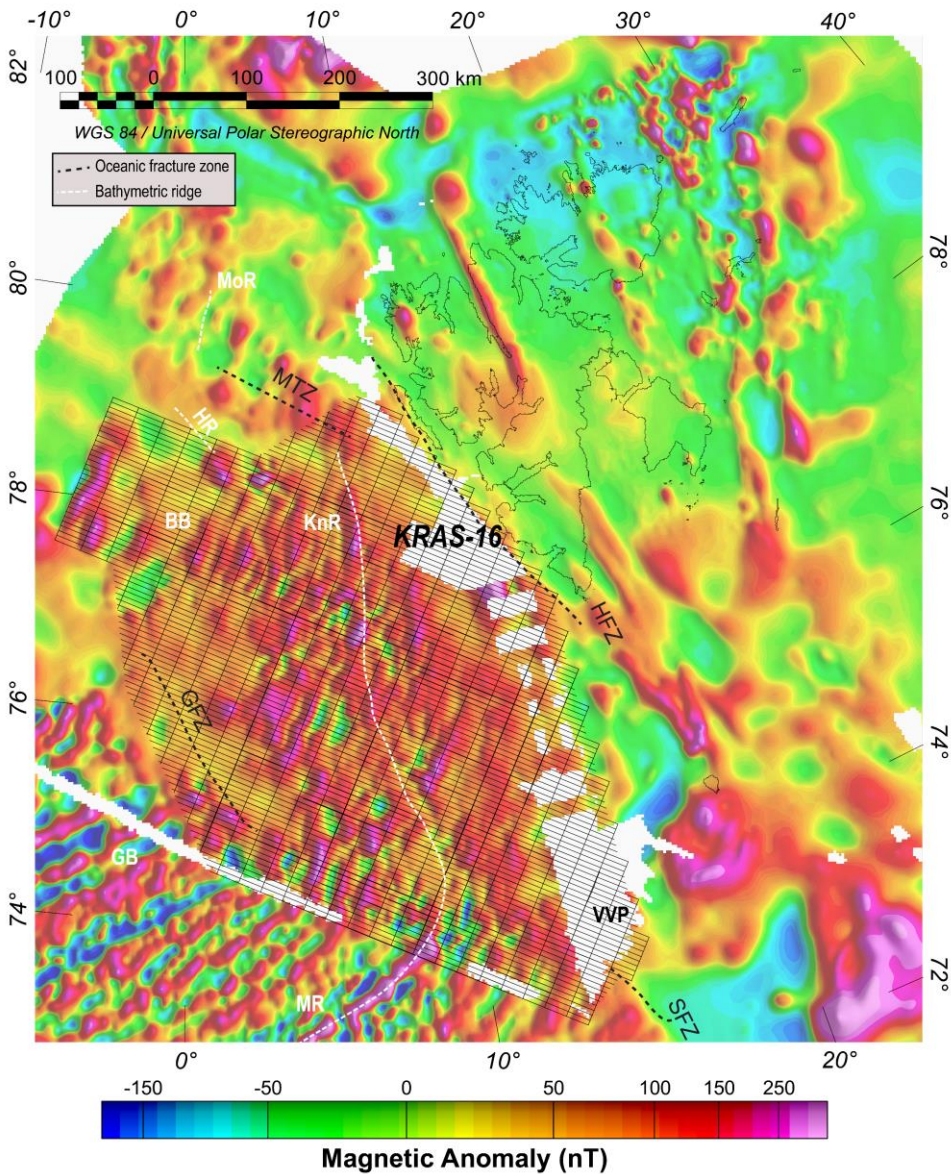 -10° 0° 10° 20° 30° 40°
82°
100 0 100 200 300 km
WGS 84 / Universal Polar Stereographic North
Oceanic fracture zone
Bathymetric ridge
80°
78°
MoR
MTZ
HR
78°
BB
KnR
KRAS-16
76°
HFZ
GFZ
76°
74°
GB
74°
VVP
72°
MR
SFZ
0° 10° 20°
-150 -50 0 50 100 150 250
Magnetic Anomaly (nT)